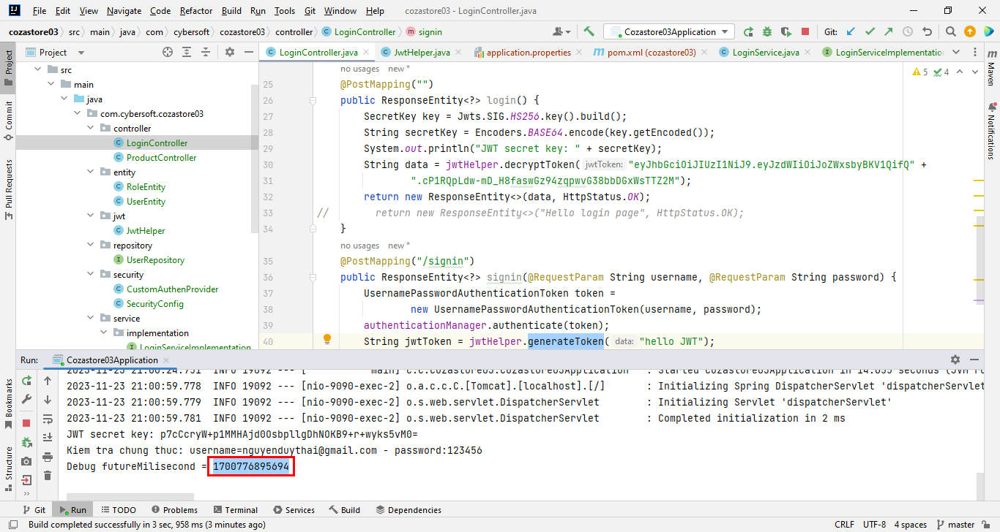 File Edit View Navigate Code Refactor Build Run Tools Git Window Help cozastore03 - LoginController.java
cozastore03 src main java com cybersoft cozastore03 controller LoginController signin Cozastore03Application Git:
Project LoginController.java JwtHelper.java application.properties pom.xml (cozastore03) LoginService.java LoginServiceImplementatio
Project
Commit
Pull Requests
Bookmarks
Structure
Maven
Notifications
src
main
java
com.cybersoft.cozastore03
controller
LoginController
ProductController
entity
RoleEntity
UserEntity
jwt
JwtHelper
repository
UserRepository
security
CustomAuthenProvider
SecurityConfig
service
implementation
LoginServiceImplementation
5 4
no usages new *
25 @PostMapping("")
26 public ResponseEntity<?> login() {
27 SecretKey key = Jwts.SIG.HS256.key().build();
28 String secretKey = Encoders.BASE64.encode(key.getEncoded());
29 System.out.println("JWT secret key: " + secretKey);
30 String data = jwtHelper.decryptToken( jwtToken: "eyJhbGciOiJIUzI1NiJ9.eyJzdWIiOiJoZWxsbyBKV1QifQ" +
31 ".cP1RQpLdw-mD_H8faswGz94zqpwvG38bbDGxWsTTZ2M");
32 return new ResponseEntity<>(data, HttpStatus.OK);
33 // return new ResponseEntity<>("Hello login page", HttpStatus.OK);
34 }
no usages new *
35 @PostMapping("/signin")
36 public ResponseEntity<?> signin(@RequestParam String username, @RequestParam String password) {
37 UsernamePasswordAuthenticationToken token =
38 new UsernamePasswordAuthenticationToken(username, password);
39 authenticationManager.authenticate(token);
40 String jwtToken = jwtHelper.generateToken( data: "hello JWT");
Run: Cozastore03Application
2023-11-23 21:00:24.751 INFO 19092 --- [ main] c.c.cozastore03.Cozastore03Application : Started Cozastore03Application in 14.655 seconds (JVM ru
2023-11-23 21:00:59.778 INFO 19092 --- [nio-9090-exec-2] o.a.c.c.C.[Tomcat].[localhost].[/] : Initializing Spring DispatcherServlet 'dispatcherServlet
2023-11-23 21:00:59.779 INFO 19092 --- [nio-9090-exec-2] o.s.web.servlet.DispatcherServlet : Initializing Servlet 'dispatcherServlet'
2023-11-23 21:00:59.781 INFO 19092 --- [nio-9090-exec-2] o.s.web.servlet.DispatcherServlet : Completed initialization in 2 ms
JWT secret key: p7cCcryW+p1MMHAjd0OsbpllgDhNOKB9+r+wyks5vM0=
Kiem tra chung thuc: username=nguyenduythai@gmail.com - password:123456
Debug futureMilisecond = 1700776895694
Git Run TODO Problems Terminal Services Build Dependencies
Build completed successfully in 3 sec, 958 ms (3 minutes ago) CRLF UTF-8 4 spaces master